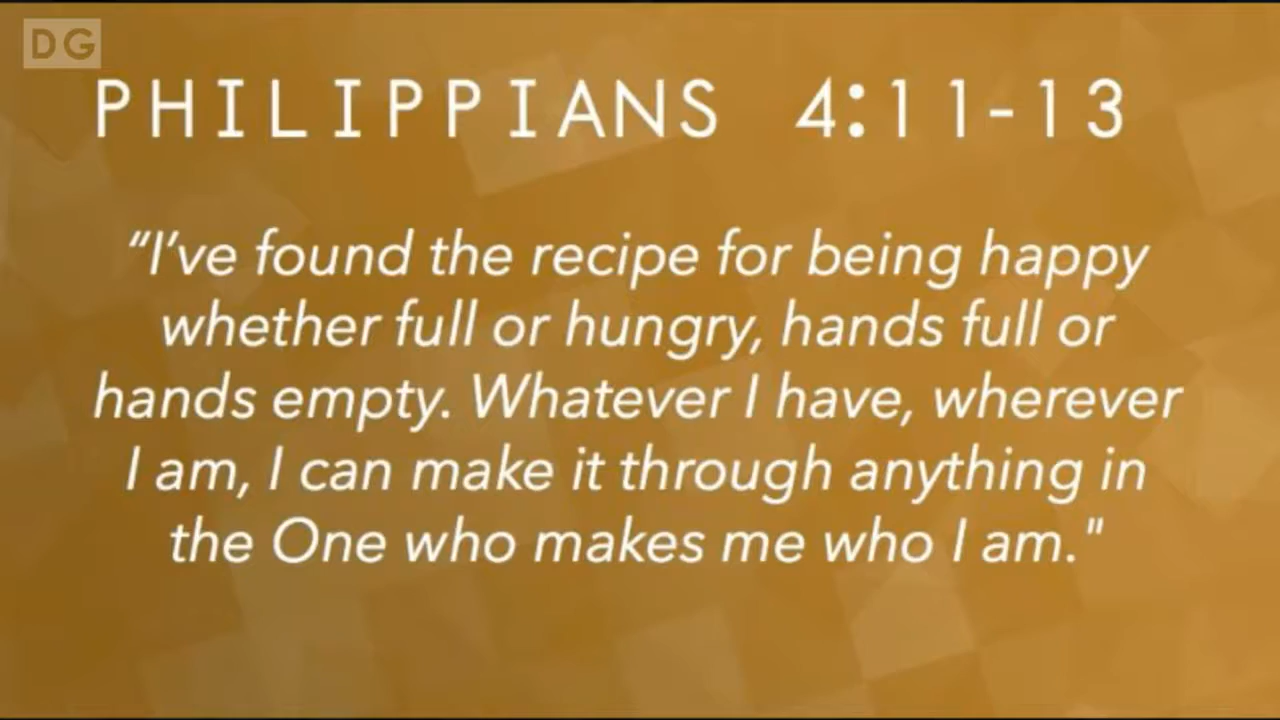 DG
PHILIPPIANS 4:11-13
“I’ve found the recipe for being happy
whether full or hungry, hands full or
hands empty. Whatever I have, wherever
I am, I can make it through anything in
the One who makes me who I am."